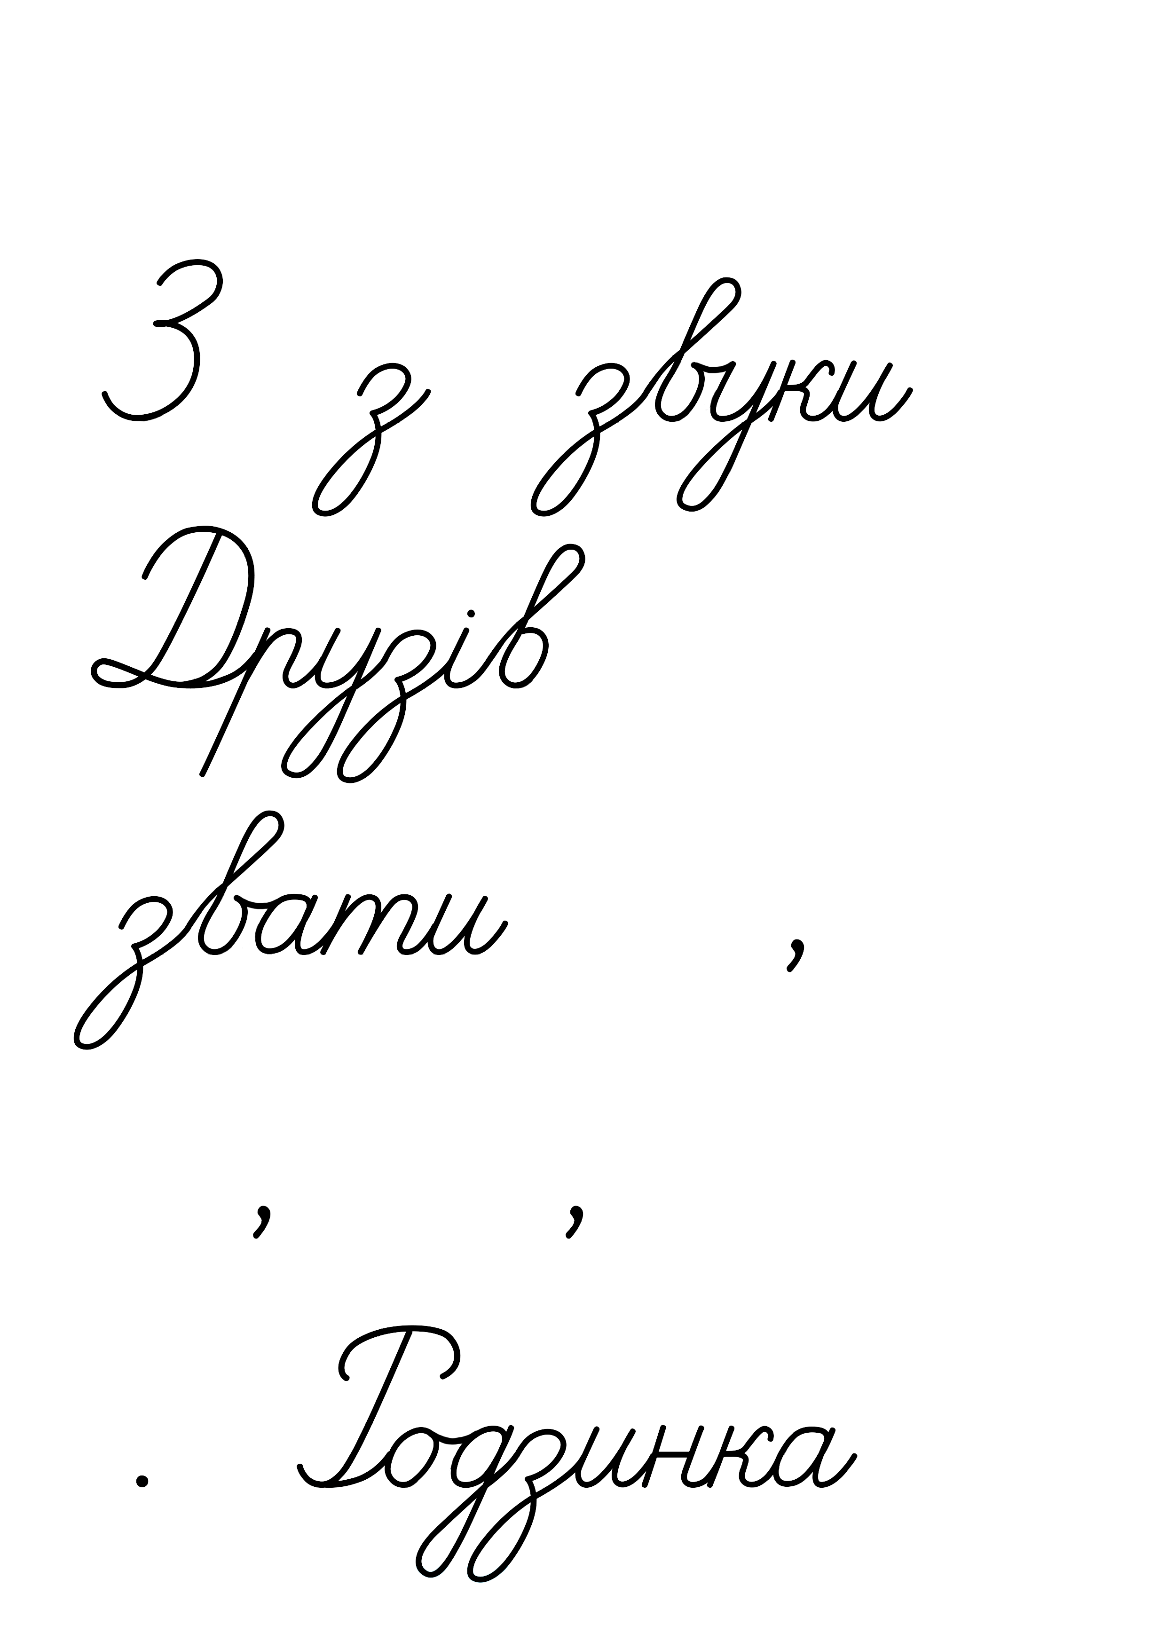 З з звуки
Друзів
звати ,
, ,
. Годзинка